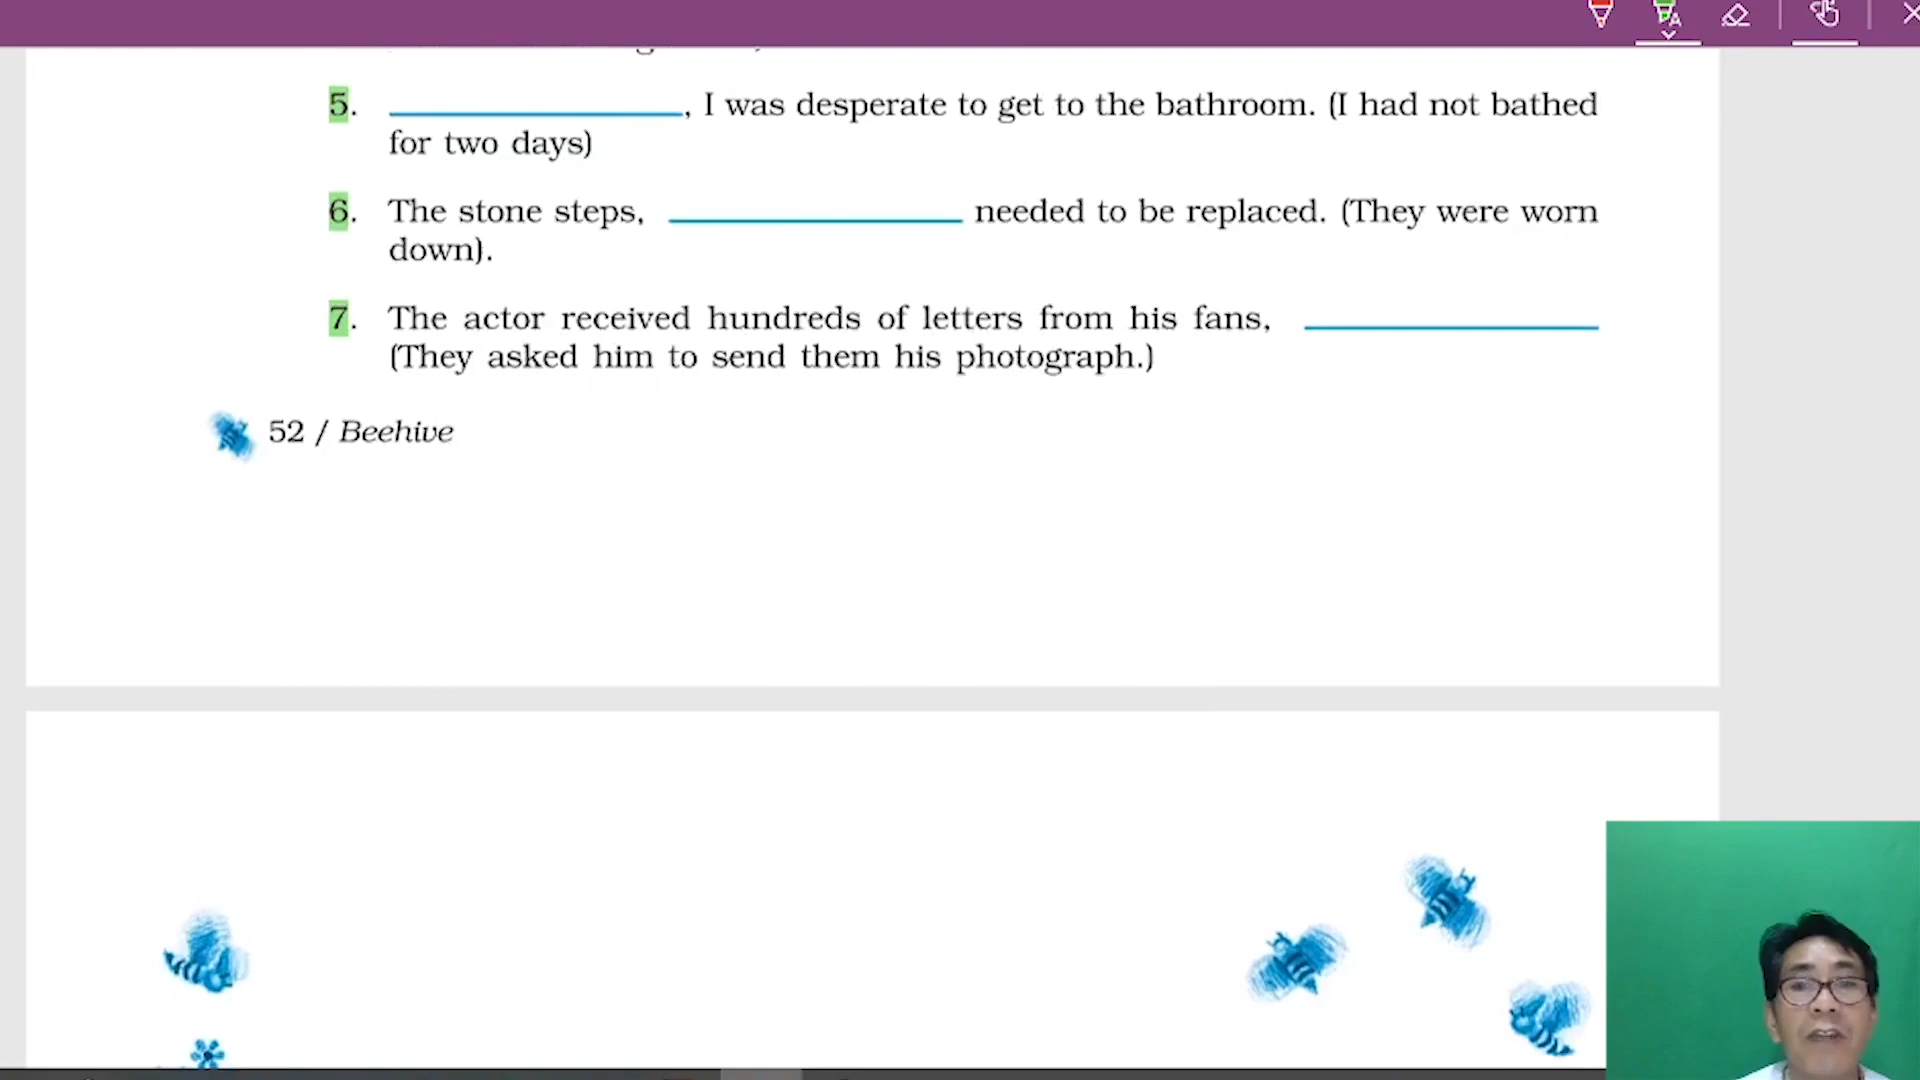 5. ____________, I was desperate to get to the bathroom. (I had not bathed
for two days)
6. The stone steps, ____________ needed to be replaced. (They were worn
down).
7. The actor received hundreds of letters from his fans, ____________
(They asked him to send them his photograph.)
52 / Beehive